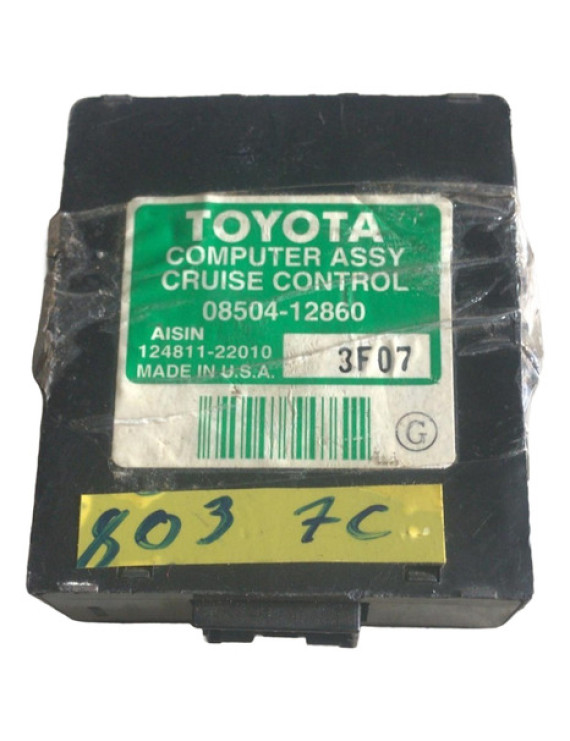 TOYOTA
COMPUTER ASSY
CRUISE CONTROL
08504-12860
AISIN
124811-22010
3F07
MADE IN U.S.A.
G
803 7C